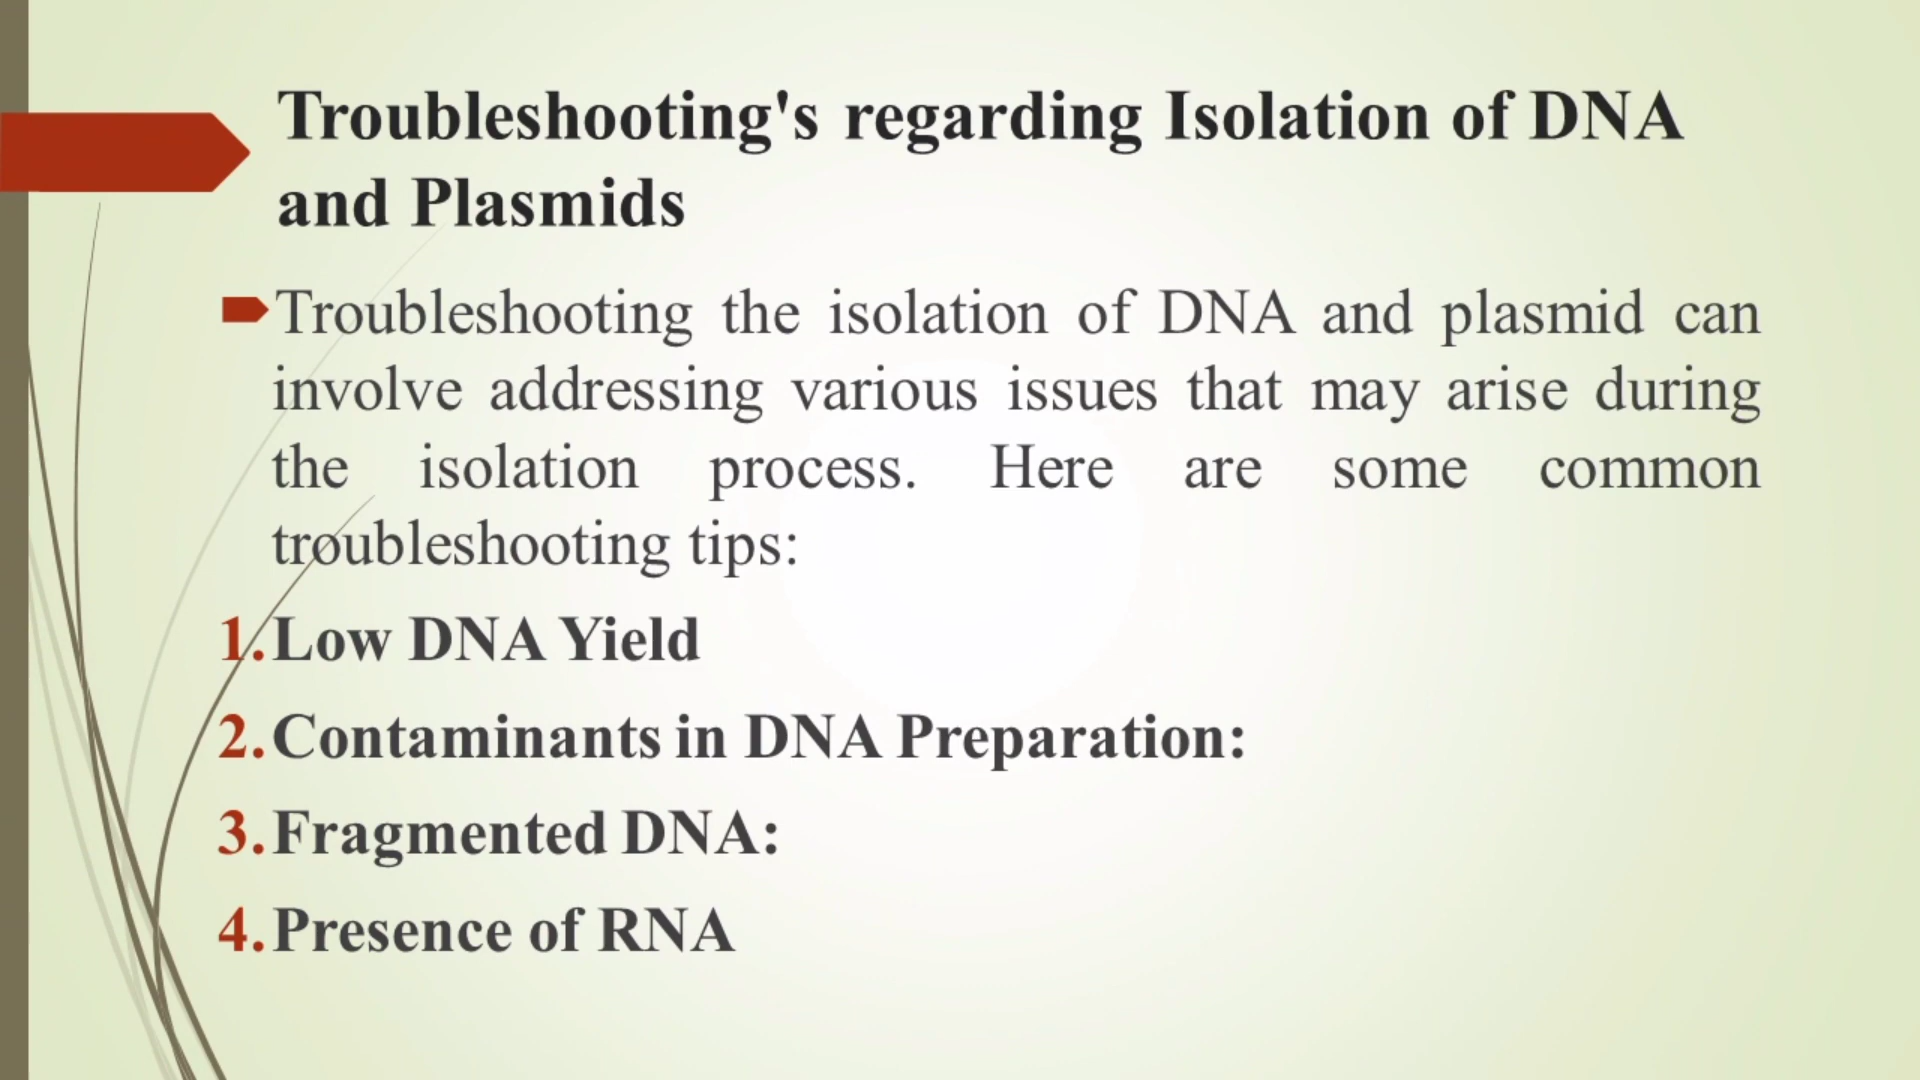 Troubleshooting's regarding Isolation of DNA
and Plasmids
Troubleshooting the isolation of DNA and plasmid can
involve addressing various issues that may arise during
the isolation process. Here are some common
troubleshooting tips:
1. Low DNA Yield
2. Contaminants in DNA Preparation:
3. Fragmented DNA:
4. Presence of RNA